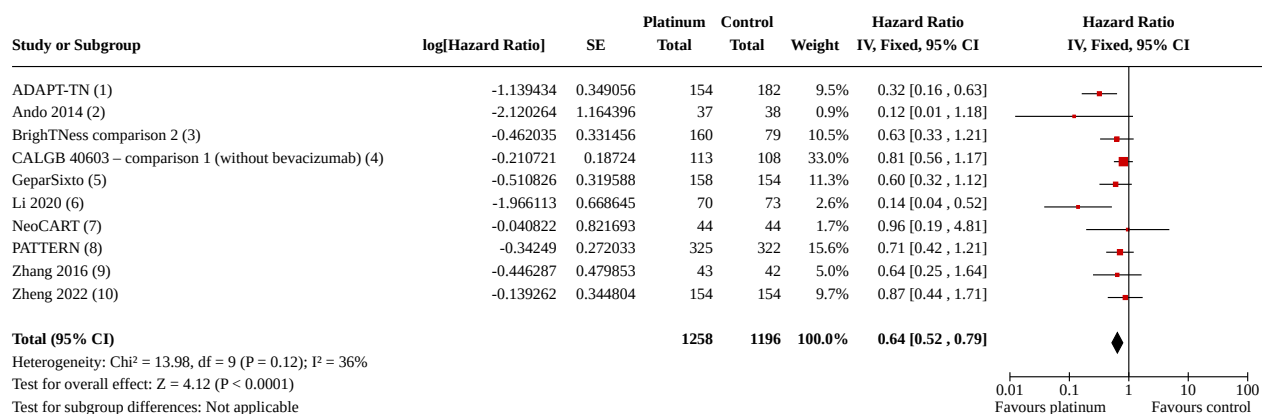 Platinum Control Hazard Ratio Hazard Ratio
Study or Subgroup log[Hazard Ratio] SE Total Total Weight IV, Fixed, 95% CI IV, Fixed, 95% CI
ADAPT-TN (1) -1.139434 0.349056 154 182 9.5% 0.32 [0.16 , 0.63]
Ando 2014 (2) -2.120264 1.164396 37 38 0.9% 0.12 [0.01 , 1.18]
BrighTNess comparison 2 (3) -0.462035 0.331456 160 79 10.5% 0.63 [0.33 , 1.21]
CALGB 40603 – comparison 1 (without bevacizumab) (4) -0.210721 0.18724 113 108 33.0% 0.81 [0.56 , 1.17]
GeparSixto (5) -0.510826 0.319588 158 154 11.3% 0.60 [0.32 , 1.12]
Li 2020 (6) -1.966113 0.668645 70 73 2.6% 0.14 [0.04 , 0.52]
NeoCART (7) -0.040822 0.821693 44 44 1.7% 0.96 [0.19 , 4.81]
PATTERN (8) -0.34249 0.272033 325 322 15.6% 0.71 [0.42 , 1.21]
Zhang 2016 (9) -0.446287 0.479853 43 42 5.0% 0.64 [0.25 , 1.64]
Zheng 2022 (10) -0.139262 0.344804 154 154 9.7% 0.87 [0.44 , 1.71]
Total (95% CI) 1258 1196 100.0% 0.64 [0.52 , 0.79]
Heterogeneity: Chi² = 13.98, df = 9 (P = 0.12); I² = 36%
Test for overall effect: Z = 4.12 (P < 0.0001)
0.01 0.1 1 10 100
Test for subgroup differences: Not applicable Favours platinum Favours control